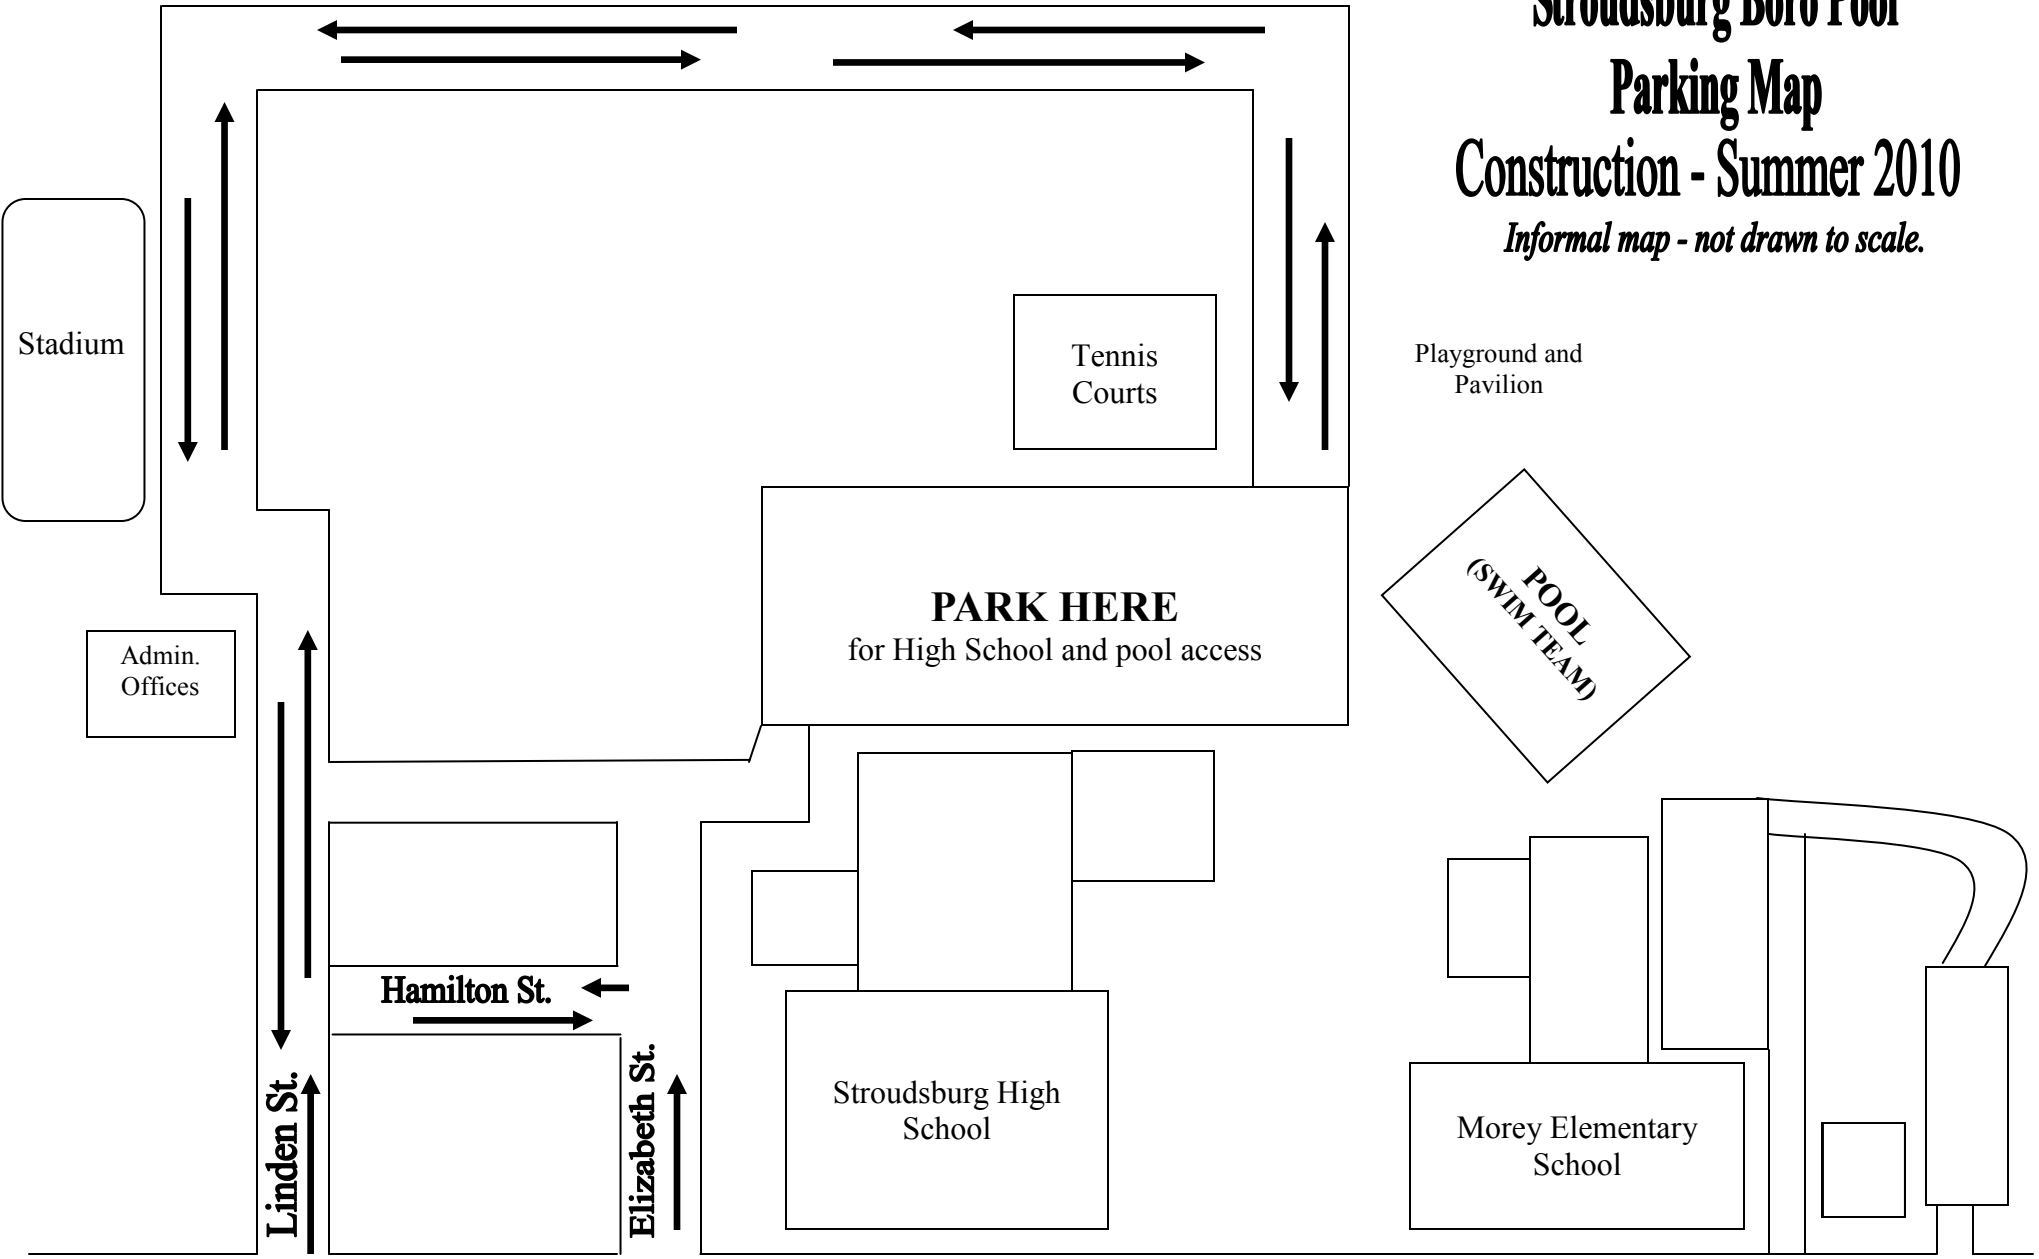 Stroudsburg Boro Pool
Parking Map
Construction - Summer 2010
Informal map - not drawn to scale.
Stadium
Tennis
Courts
Playground and
Pavilion
PARK HERE
for High School and pool access
POOL
(SWIM TEAM)
Admin.
Offices
Hamilton St.
Linden St.
Elizabeth St.
Stroudsburg High
School
Morey Elementary
School